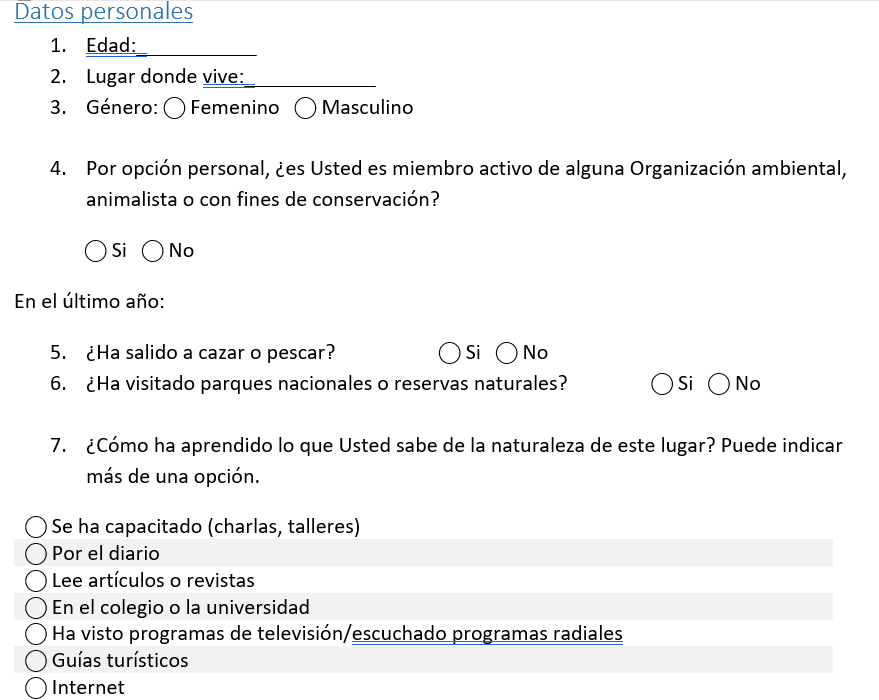 Datos personales
1. Edad:_____________
2. Lugar donde vive:_____________
3. Género: ◯ Femenino ◯ Masculino
4. Por opción personal, ¿es Usted es miembro activo de alguna Organización ambiental,
animalista o con fines de conservación?
◯ Si ◯ No
En el último año:
5. ¿Ha salido a cazar o pescar? ◯ Si ◯ No
6. ¿Ha visitado parques nacionales o reservas naturales? ◯ Si ◯ No
7. ¿Cómo ha aprendido lo que Usted sabe de la naturaleza de este lugar? Puede indicar
más de una opción.
◯ Se ha capacitado (charlas, talleres)
◯ Por el diario
◯ Lee artículos o revistas
◯ En el colegio o la universidad
◯ Ha visto programas de televisión/escuchado programas radiales
◯ Guías turísticos
◯ Internet